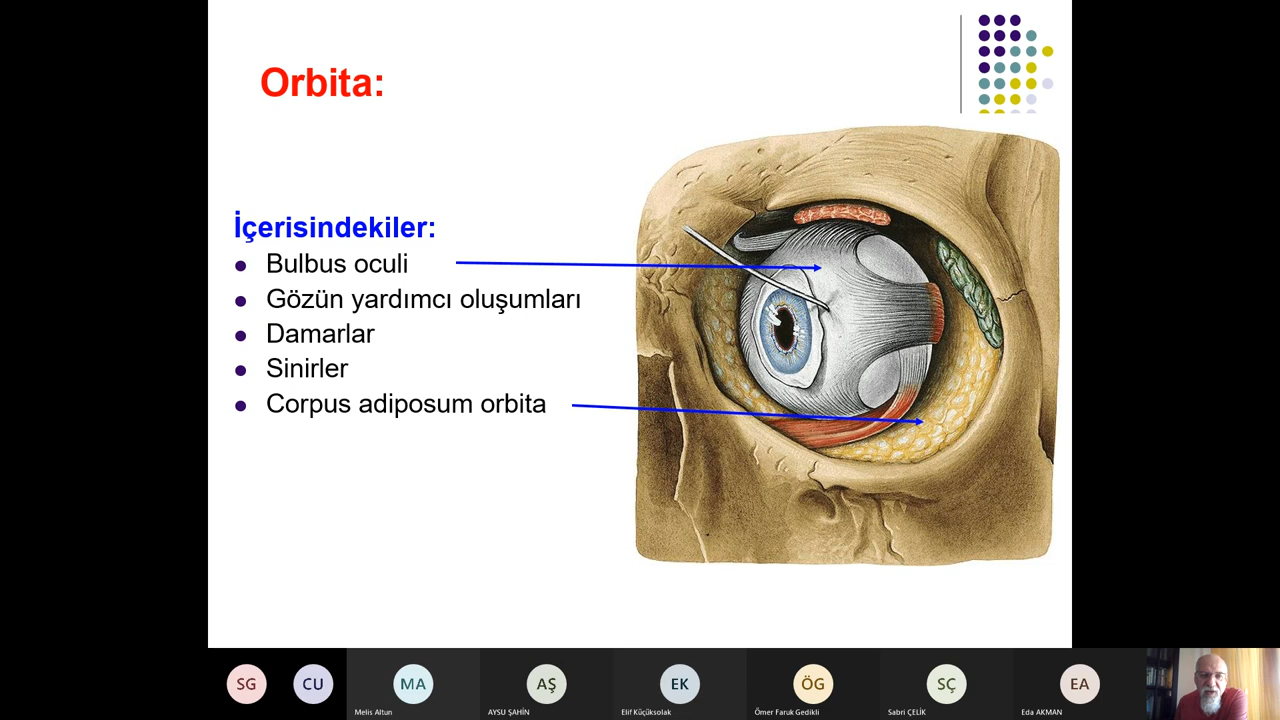 Orbita:
İçerisindekiler:
Bulbus oculi
Gözün yardımcı oluşumları
Damarlar
Sinirler
Corpus adiposum orbita
SG
CU
MA
AŞ
EK
ÖG
SÇ
EA
Melis Altun
AYSU ŞAHİN
Elif Küçüksolak
Ömer Faruk Gedikli
Sabri ÇELİK
Eda AKMAN